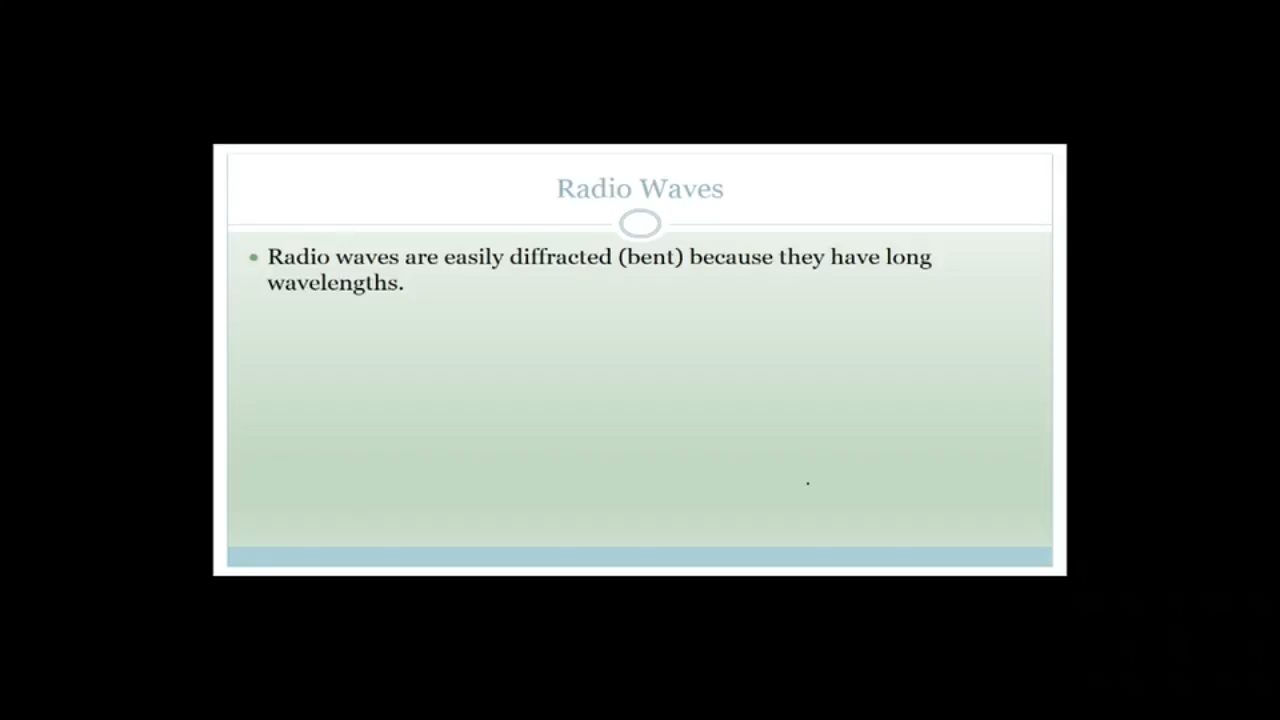 Radio Waves
• Radio waves are easily diffracted (bent) because they have long
wavelengths.